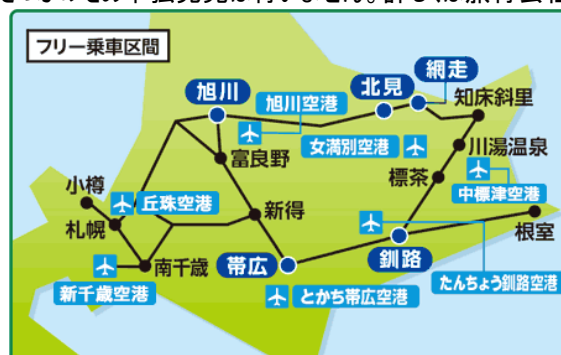 フリー乗車区間
旭川
旭川空港
北見
網走
知床斜里
女満別空港
川湯温泉
富良野
標茶
中標津空港
小樽
丘珠空港
札幌
新得
根室
南千歳
帯広
釧路
新千歳空港
とかち帯広空港
たんちょう釧路空港